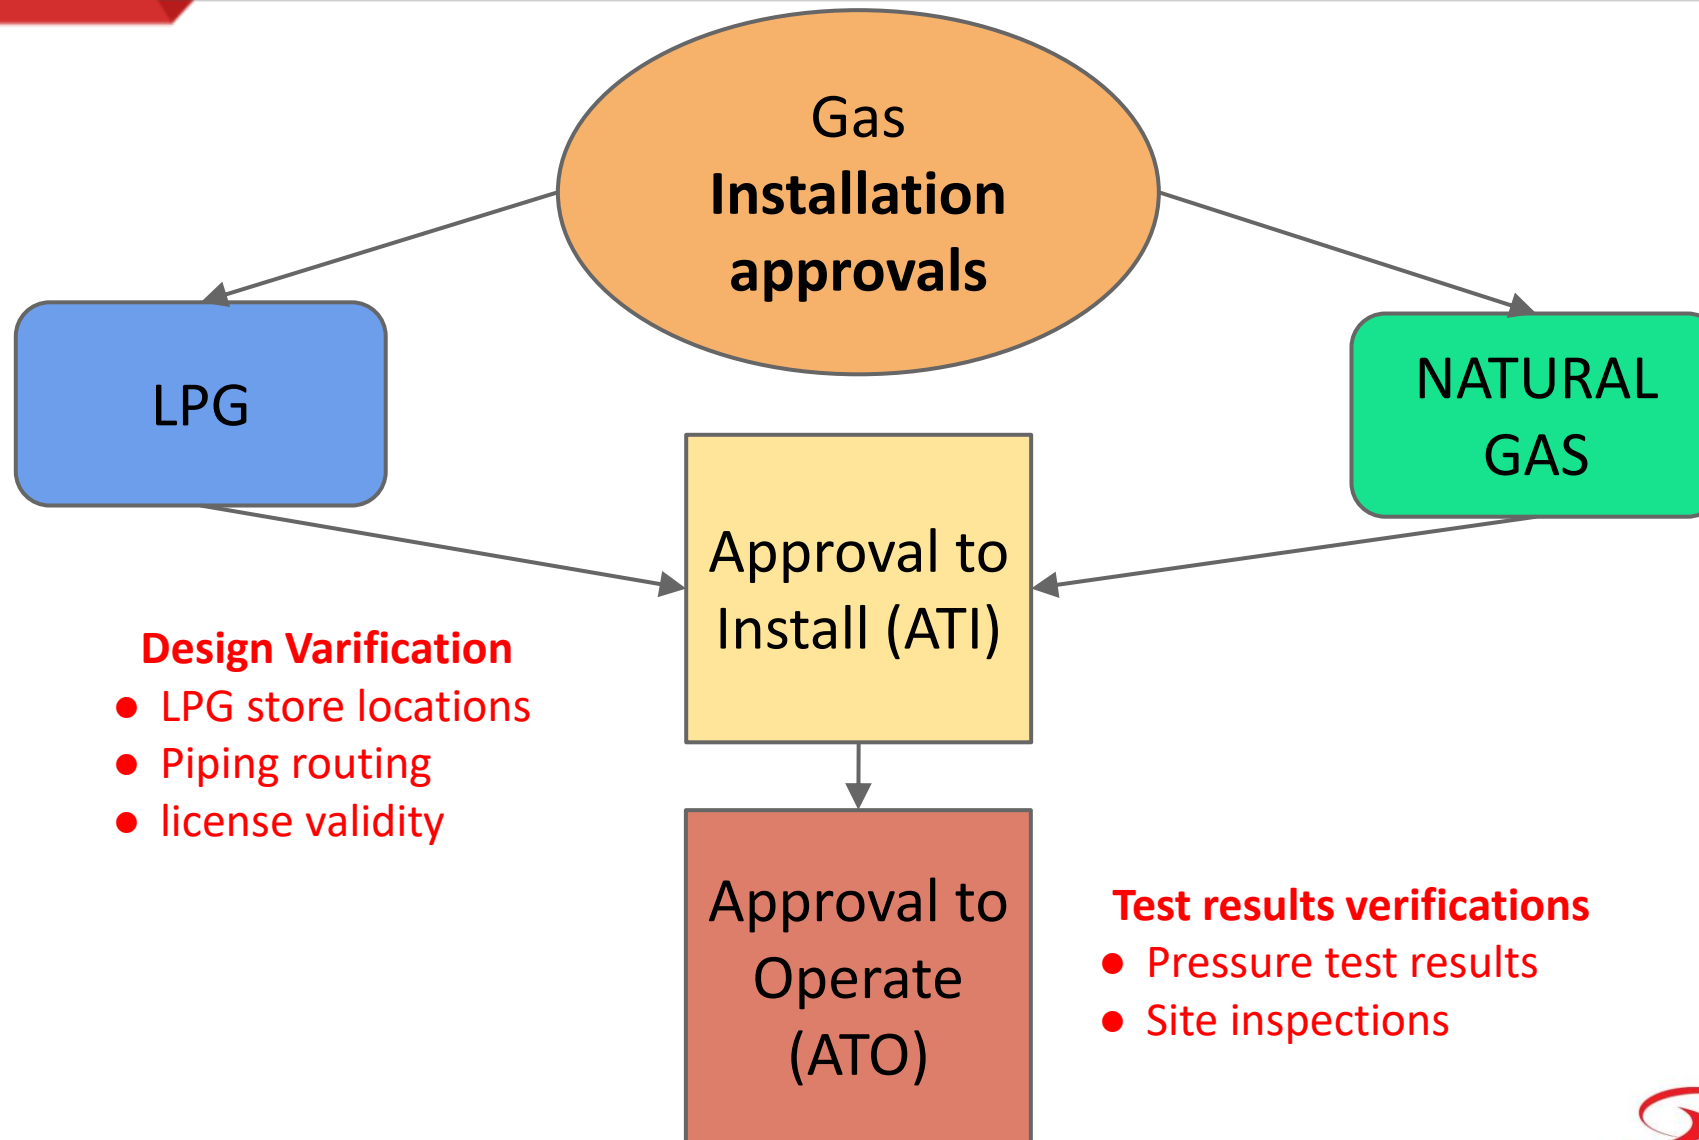 Gas
Installation
approvals
LPG
NATURAL
GAS
Approval to
Install (ATI)
Design Varification
● LPG store locations
● Piping routing
● license validity
Approval to
Operate
(ATO)
Test results verifications
● Pressure test results
● Site inspections